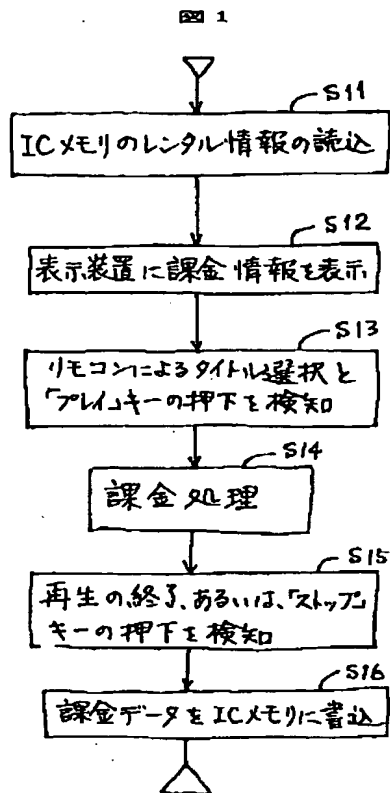 図 1
S11
ICメモリのレンタル情報の読込
S12
表示装置に課金情報を表示
S13
リモコンによるタイトル選択と
「プレイ」キーの押下を検知
S14
課金処理
S15
再生の終了、あるいは、「ストップ」
キーの押下を検知
S16
課金データをICメモリに書込